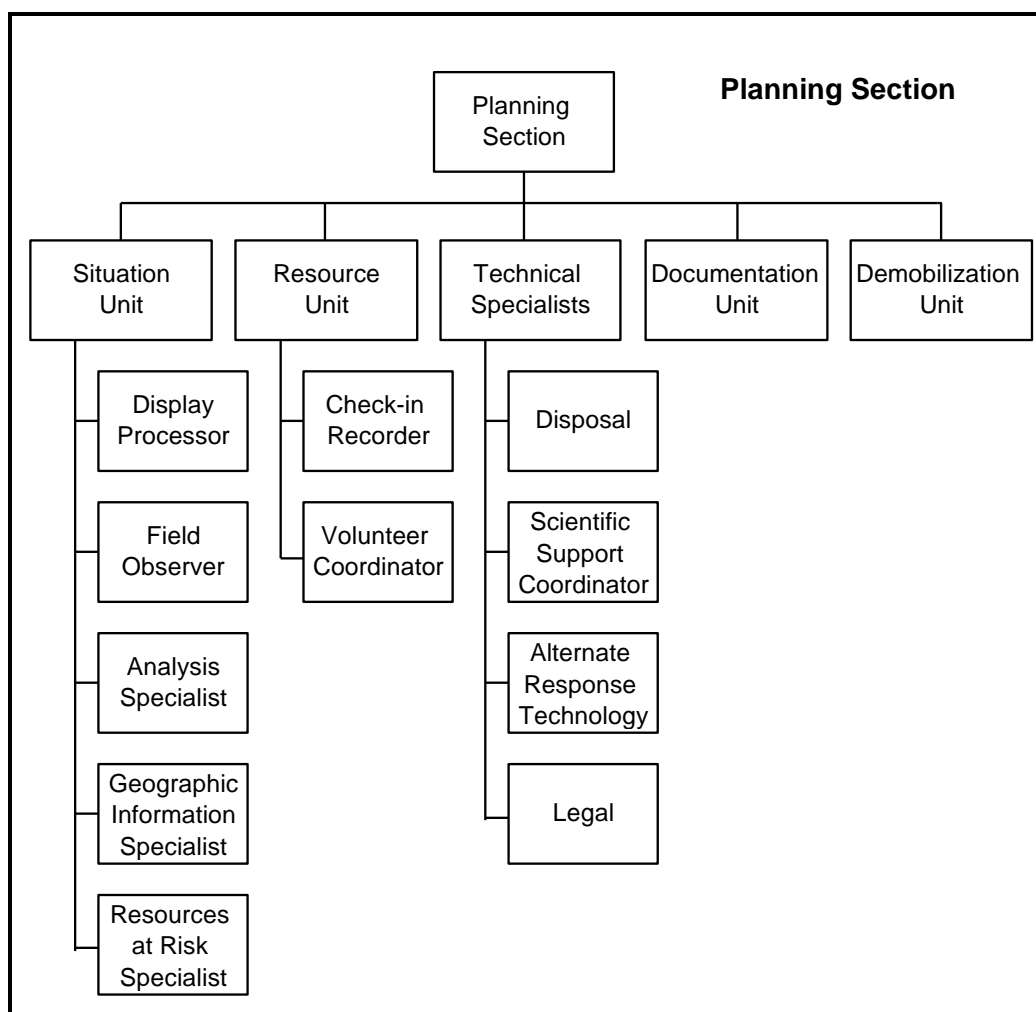 Planning Section
Planning
Section
Situation
Unit
Resource
Unit
Technical
Specialists
Documentation
Unit
Demobilization
Unit
Display
Processor
Field
Observer
Analysis
Specialist
Geographic
Information
Specialist
Resources
at Risk
Specialist
Check-in
Recorder
Volunteer
Coordinator
Disposal
Scientific
Support
Coordinator
Alternate
Response
Technology
Legal